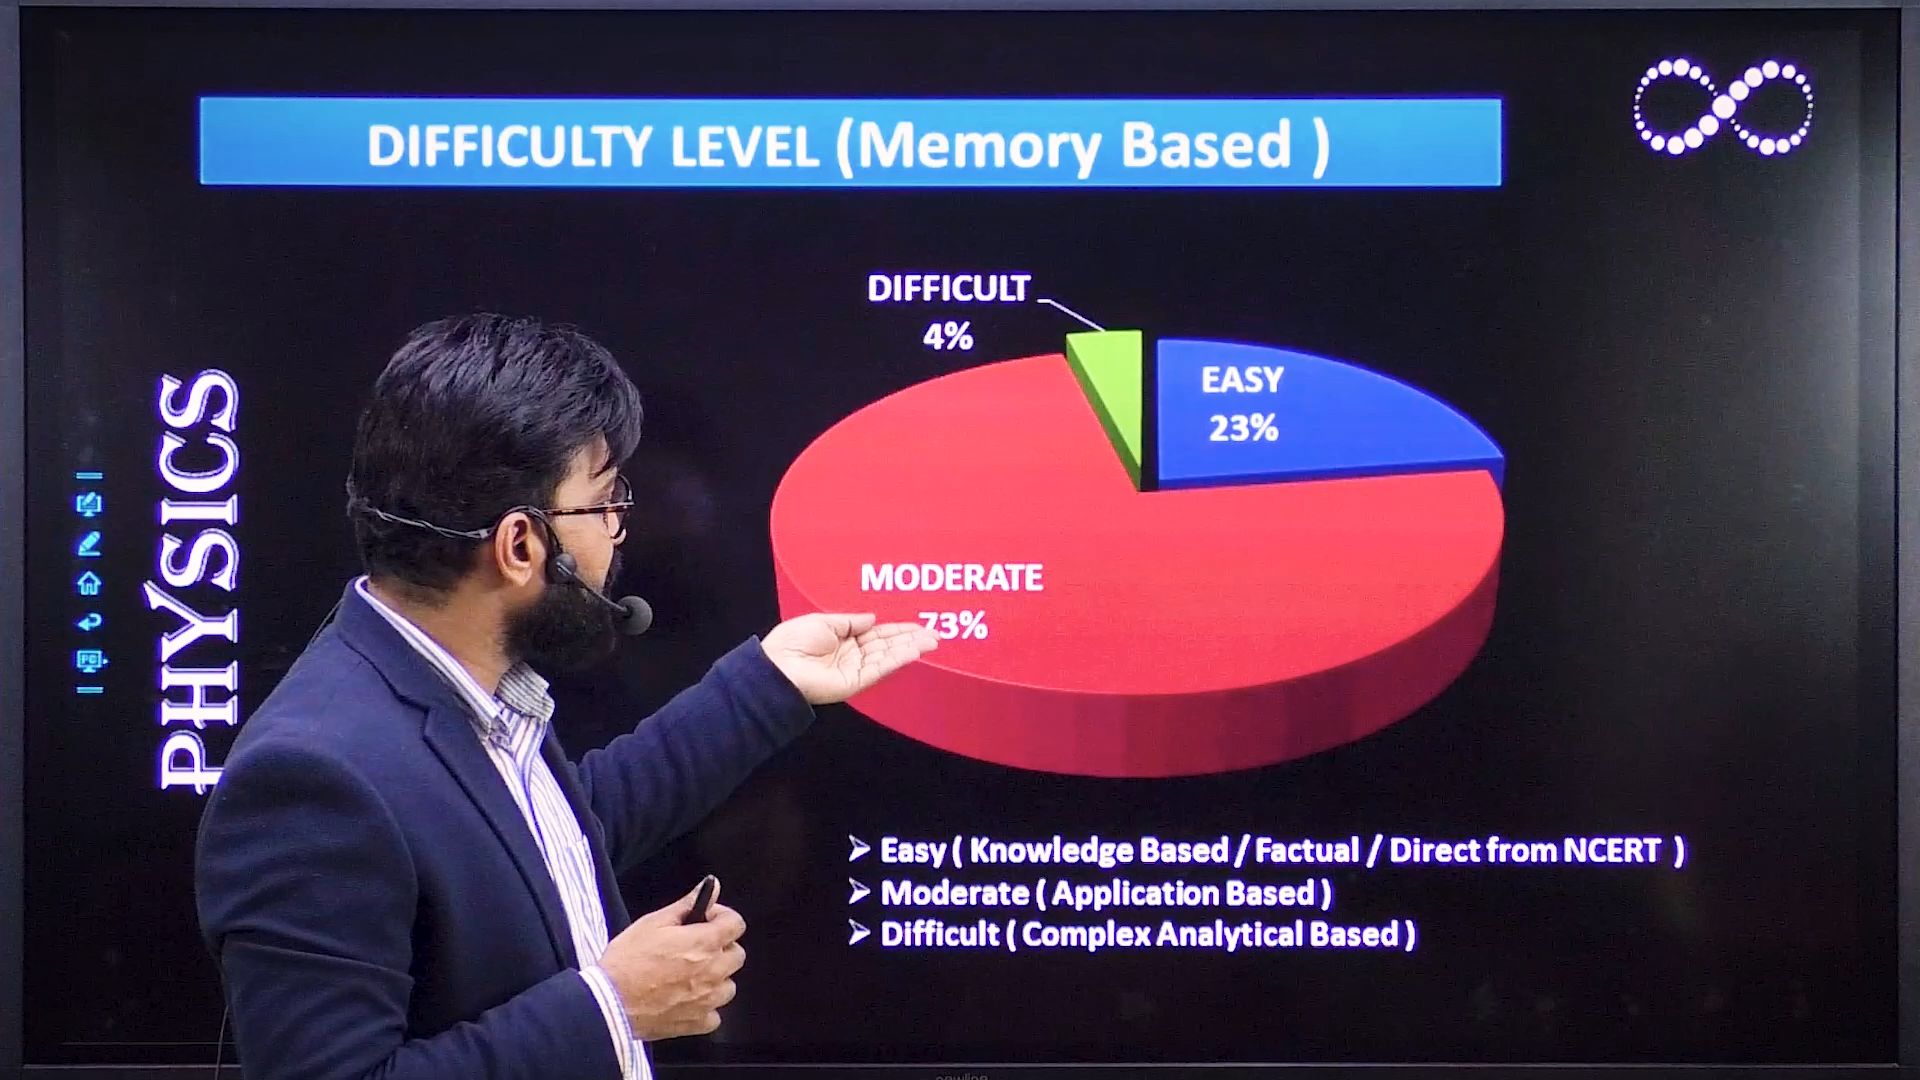 DIFFICULTY LEVEL (Memory Based )
DIFFICULT
4%
EASY
23%
PHYSICS
MODERATE
73%
➢ Easy ( Knowledge Based / Factual / Direct from NCERT )
➢ Moderate ( Application Based )
➢ Difficult ( Complex Analytical Based )